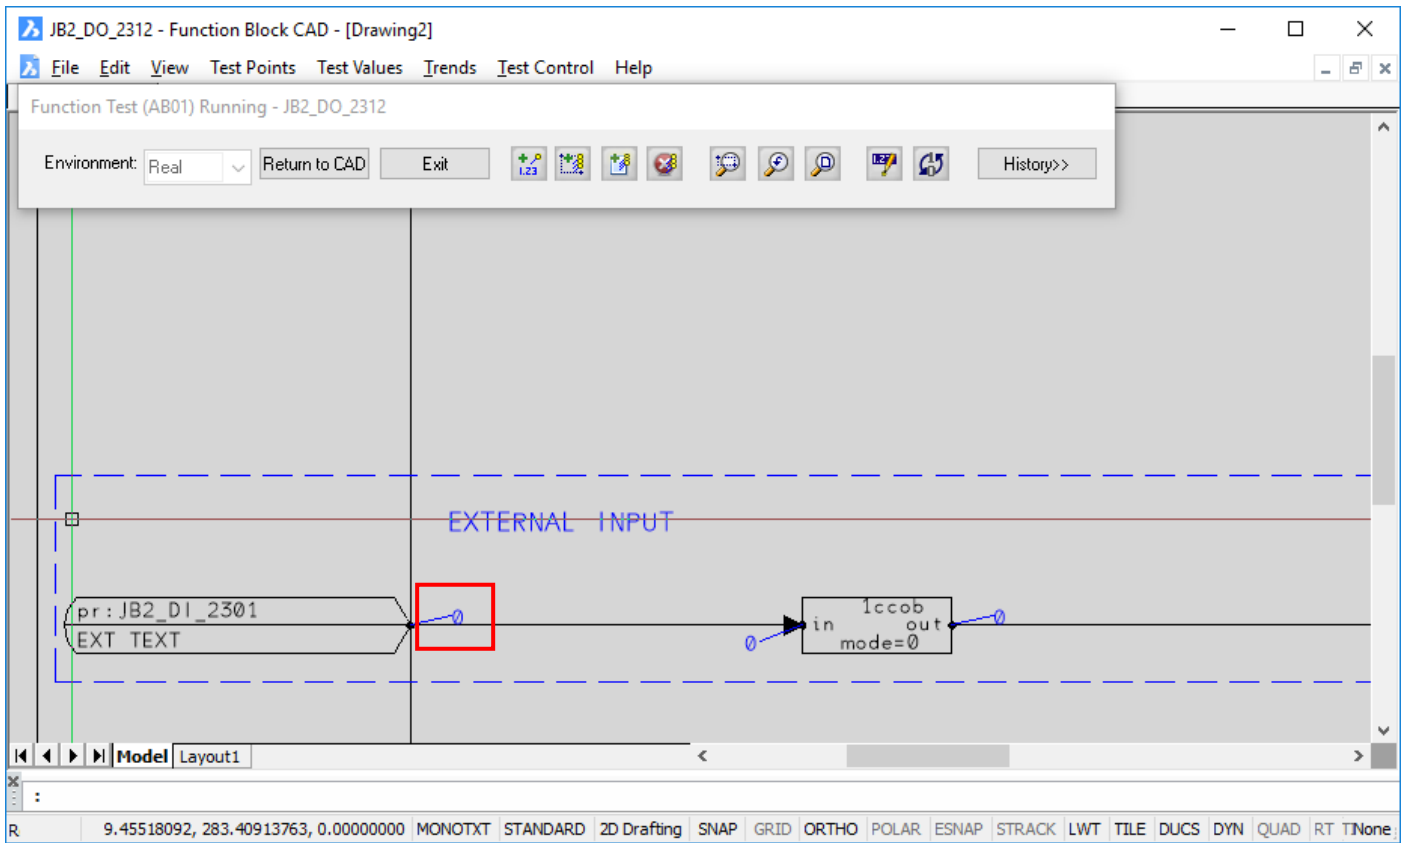 JB2_DO_2312 - Function Block CAD - [Drawing2]
File Edit View Test Points Test Values Trends Test Control Help
Function Test (AB01) Running - JB2_DO_2312
Environment: Real Return to CAD Exit 1.23 History>>
EXTERNAL INPUT
pr:JB2_DI_2301
EXT TEXT
0
0
1ccob
in out
mode=0
0
Model Layout1
:
R 9.45518092, 283.40913763, 0.00000000 MONOTXT STANDARD 2D Drafting SNAP GRID ORTHO POLAR ESNAP STRACK LWT TILE DUCS DYN QUAD RT None